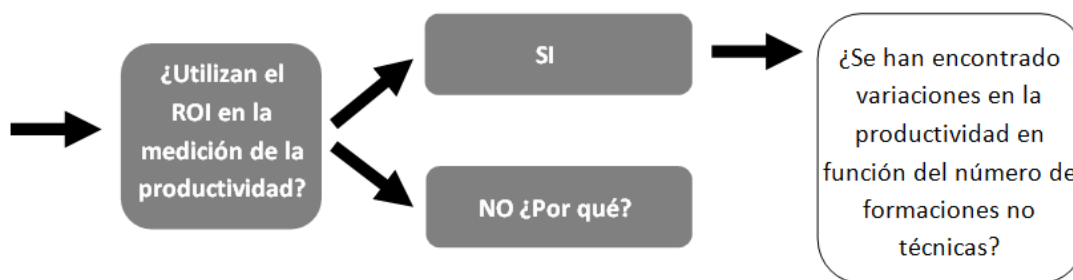 ¿Utilizan el
ROI en la
medición de la
productividad?
SI
NO ¿Por qué?
¿Se han encontrado
variaciones en la
productividad en
función del número de
formaciones no
técnicas?